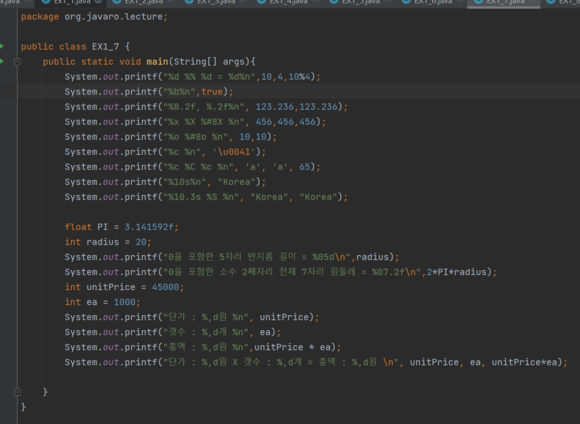 EX1_1.java EX1_2.java EX1_3.java EX1_4.java EX1_5.java EX1_6.java EX1_7.java
package org.javaro.lecture;
public class EX1_7 {
public static void main(String[] args){
System.out.printf("%d %% %d = %d%n",10,4,10%4);
System.out.printf("%b%n",true);
System.out.printf("%8.2f, %.2f%n", 123.236,123.236);
System.out.printf("%x %X %#8X %n", 456,456,456);
System.out.printf("%o %#8o %n", 10,10);
System.out.printf("%c %n", '\u0041');
System.out.printf("%c %C %c %n", 'a', 'a', 65);
System.out.printf("%10s%n", "Korea");
System.out.printf("%10.3s %S %n", "Korea", "Korea");
float PI = 3.141592f;
int radius = 20;
System.out.printf("0을 포함한 5자리 반지름 길이 = %05d\n",radius);
System.out.printf("0을 포함한 소수 2째자리 전체 7자리 원둘레 = %07.2f\n",2*PI*radius);
int unitPrice = 45000;
int ea = 1000;
System.out.printf("단가 : %,d원 %n", unitPrice);
System.out.printf("갯수 : %,d개 %n", ea);
System.out.printf("총액 : %,d원 %n",unitPrice * ea);
System.out.printf("단가 : %,d원 X 갯수 : %,d개 = 총액 : %,d원 \n", unitPrice, ea, unitPrice*ea);
}
}